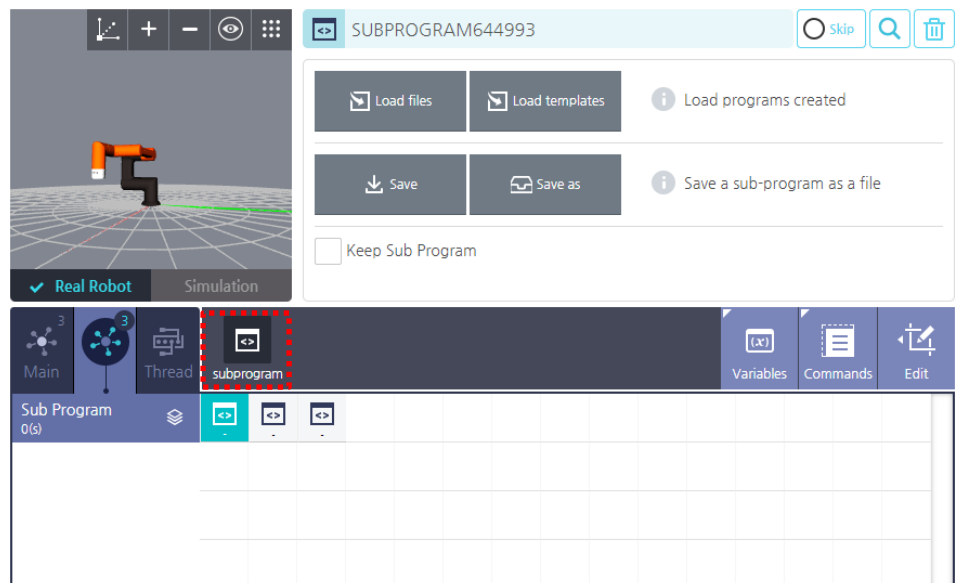 SUBPROGRAM644993
Skip
Load files
Load templates
Load programs created
Save
Save as
Save a sub-program as a file
Keep Sub Program
Real Robot
Simulation
3
Main
3
Thread
subprogram
(x)
Variables
Commands
Edit
Sub Program
0(s)
- - -